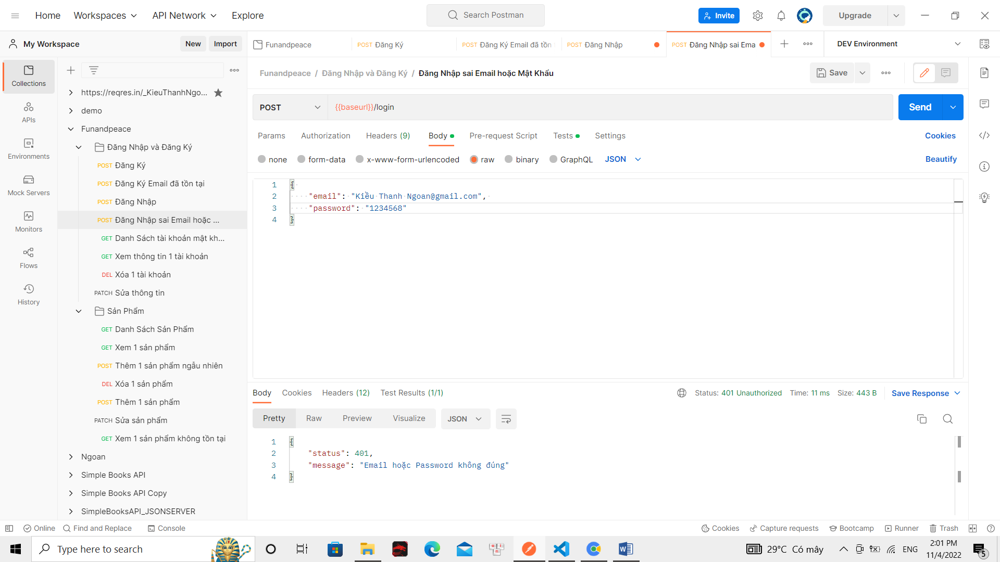 Home
Workspaces
API Network
Explore
Search Postman
Invite
Upgrade
My Workspace
New
Import
Funandpeace
POST Đăng Ký
POST Đăng Ký Email đã tồn
POST Đăng Nhập
POST Đăng Nhập sai Ema
DEV Environment
Collections
APIs
Environments
Mock Servers
Monitors
Flows
History
https://reqres.in/_KieuThanhNgo...
demo
Funandpeace
Đăng Nhập và Đăng Ký
POST Đăng Ký
POST Đăng Ký Email đã tồn tại
POST Đăng Nhập
POST Đăng Nhập sai Email hoặc ...
GET Danh Sách tài khoản mật kh...
GET Xem thông tin 1 tài khoản
DEL Xóa 1 tài khoản
PATCH Sửa thông tin
Sản Phẩm
GET Danh Sách Sản Phẩm
GET Xem 1 sản phẩm
POST Thêm 1 sản phẩm ngẫu nhiên
DEL Xóa 1 sản phẩm
POST Thêm 1 sản phẩm
PATCH Sửa sản phẩm
GET Xem 1 sản phẩm không tồn tại
Ngoan
Simple Books API
Simple Books API Copy
SimpleBooksAPI_JSONSERVER
Funandpeace / Đăng Nhập và Đăng Ký / Đăng Nhập sai Email hoặc Mật Khẩu
Save
POST
{{baseurl}}/login
Send
Params
Authorization
Headers (9)
Body
Pre-request Script
Tests
Settings
Cookies
none
form-data
x-www-form-urlencoded
raw
binary
GraphQL
JSON
Beautify
1 {
2 "email": "Kiều Thanh Ngoan@gmail.com",
3 "password": "1234568"
4 }
Body
Cookies
Headers (12)
Test Results (1/1)
Status: 401 Unauthorized
Time: 11 ms
Size: 443 B
Save Response
Pretty
Raw
Preview
Visualize
JSON
1 {
2 "status": 401,
3 "message": "Email hoặc Password không đúng"
4 }
Online
Find and Replace
Console
Cookies
Capture requests
Bootcamp
Runner
Trash
Type here to search
29°C Có mây
ENG
2:01 PM
11/4/2022
5